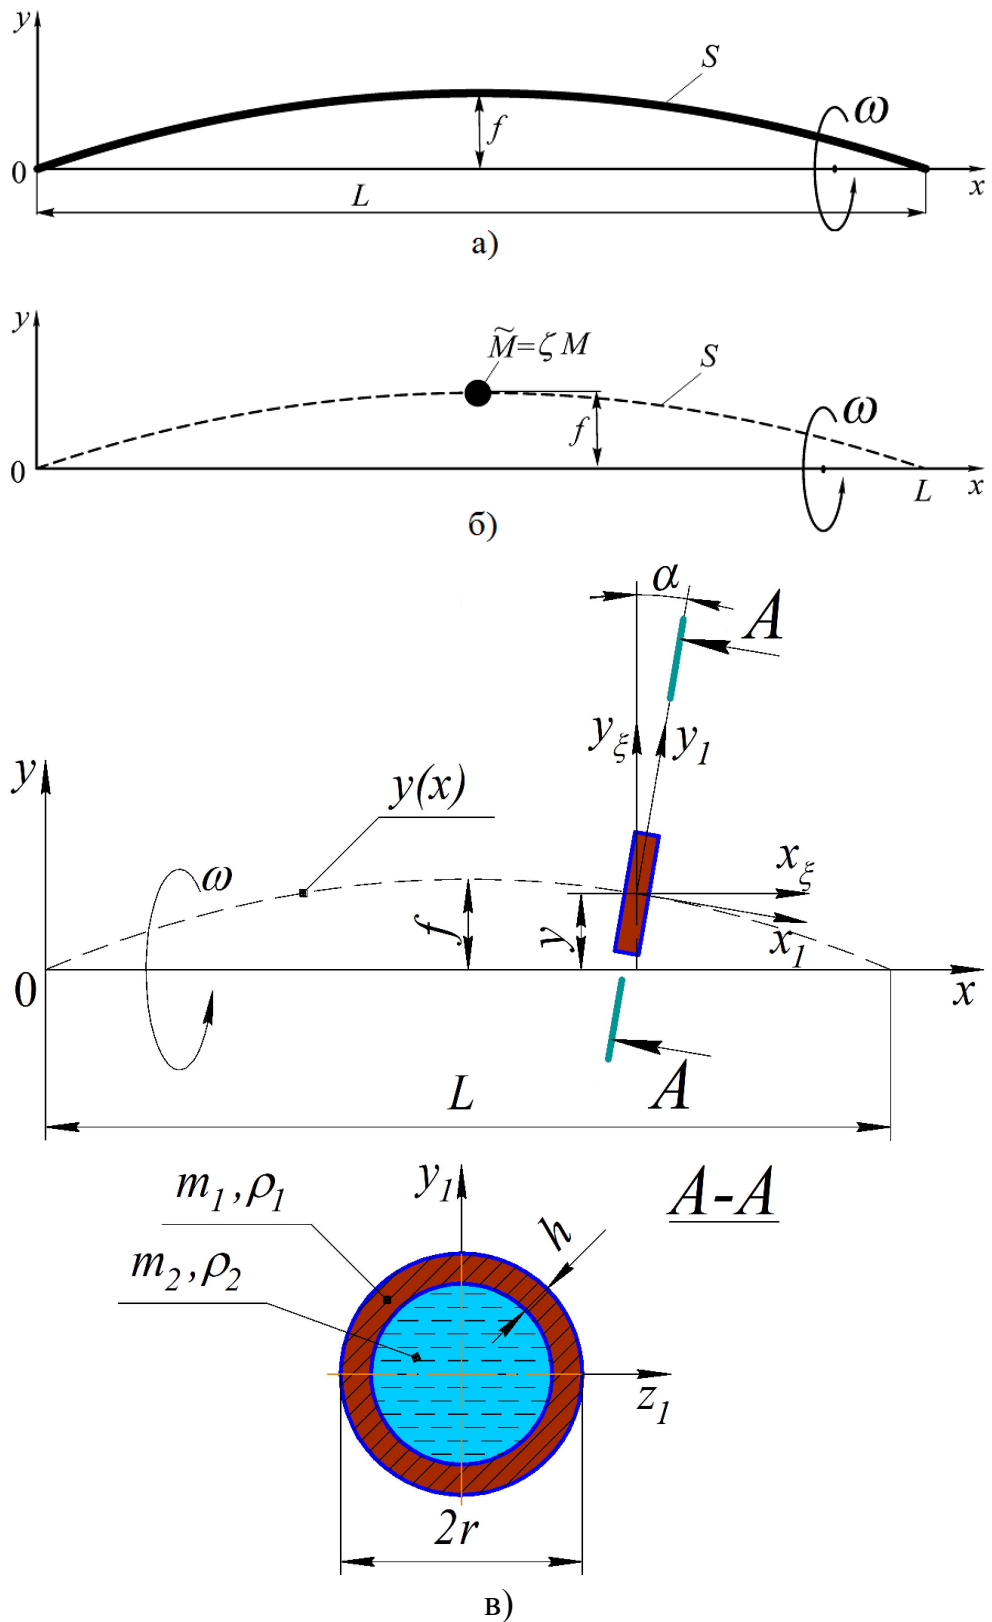 y
S
f
ω
0
L
x
а)
y
M̃=ζM
S
f
ω
0
L
x
б)
α
A
y_ξ
y_1
y
y(x)
ω
x_ξ
f
y
x_1
0
x
A
L
m_1, ρ_1
y_1
A-A
h
m_2, ρ_2
z_1
2r
в)